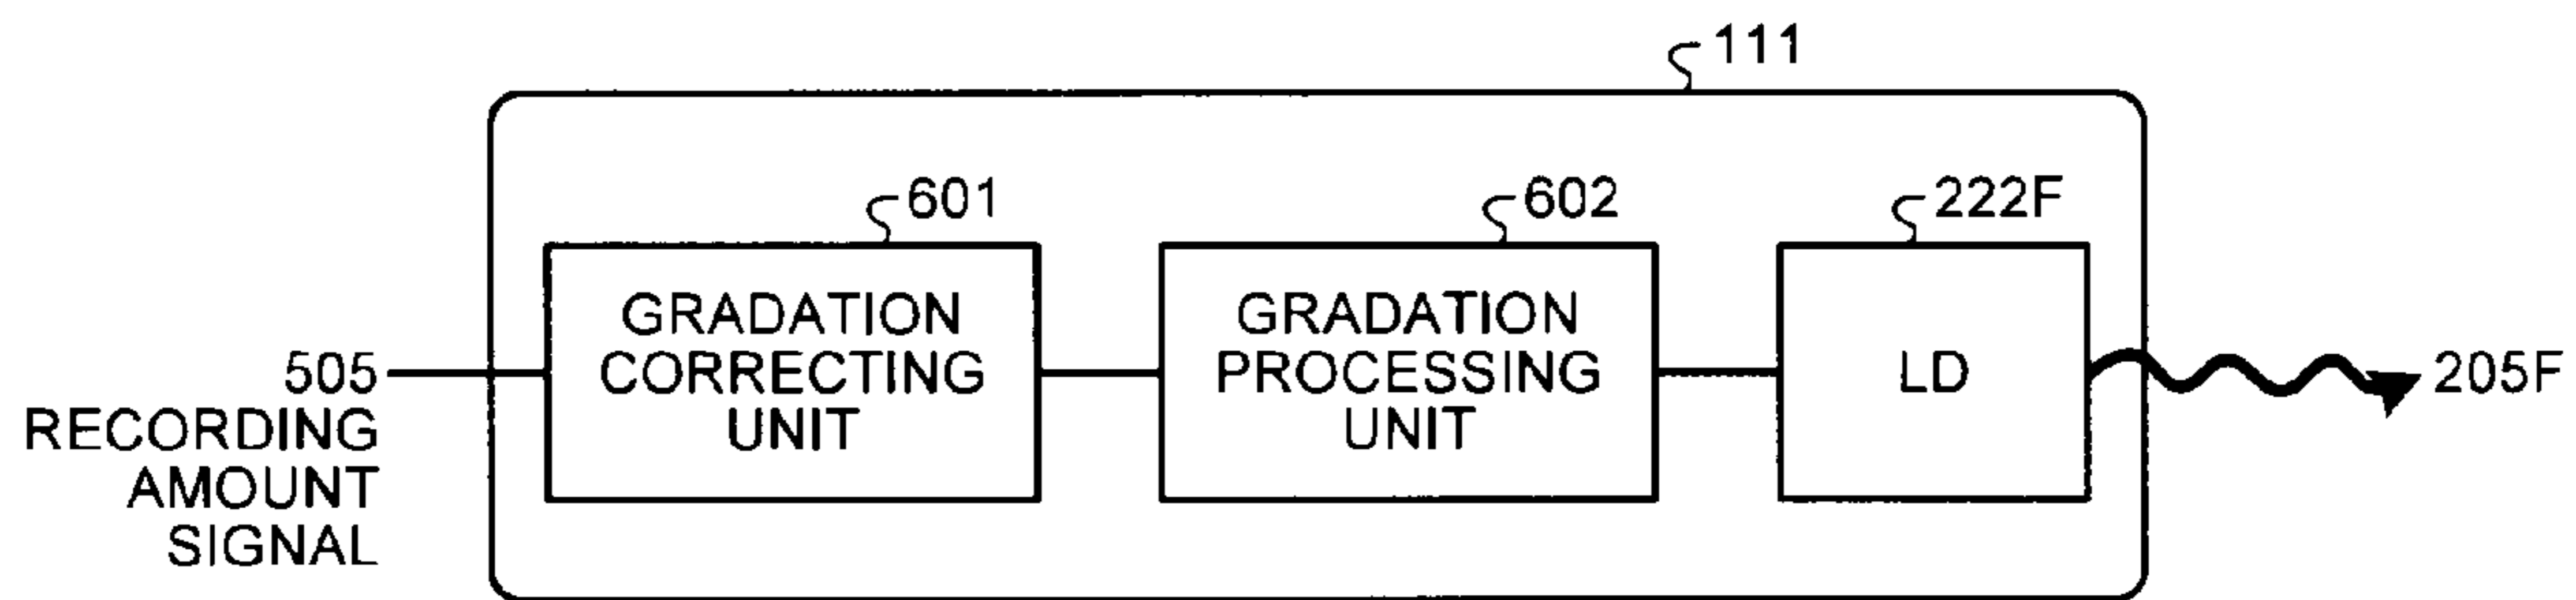 111
601
602
222F
GRADATION
CORRECTING
UNIT
GRADATION
PROCESSING
UNIT
LD
505
RECORDING
AMOUNT
SIGNAL
205F